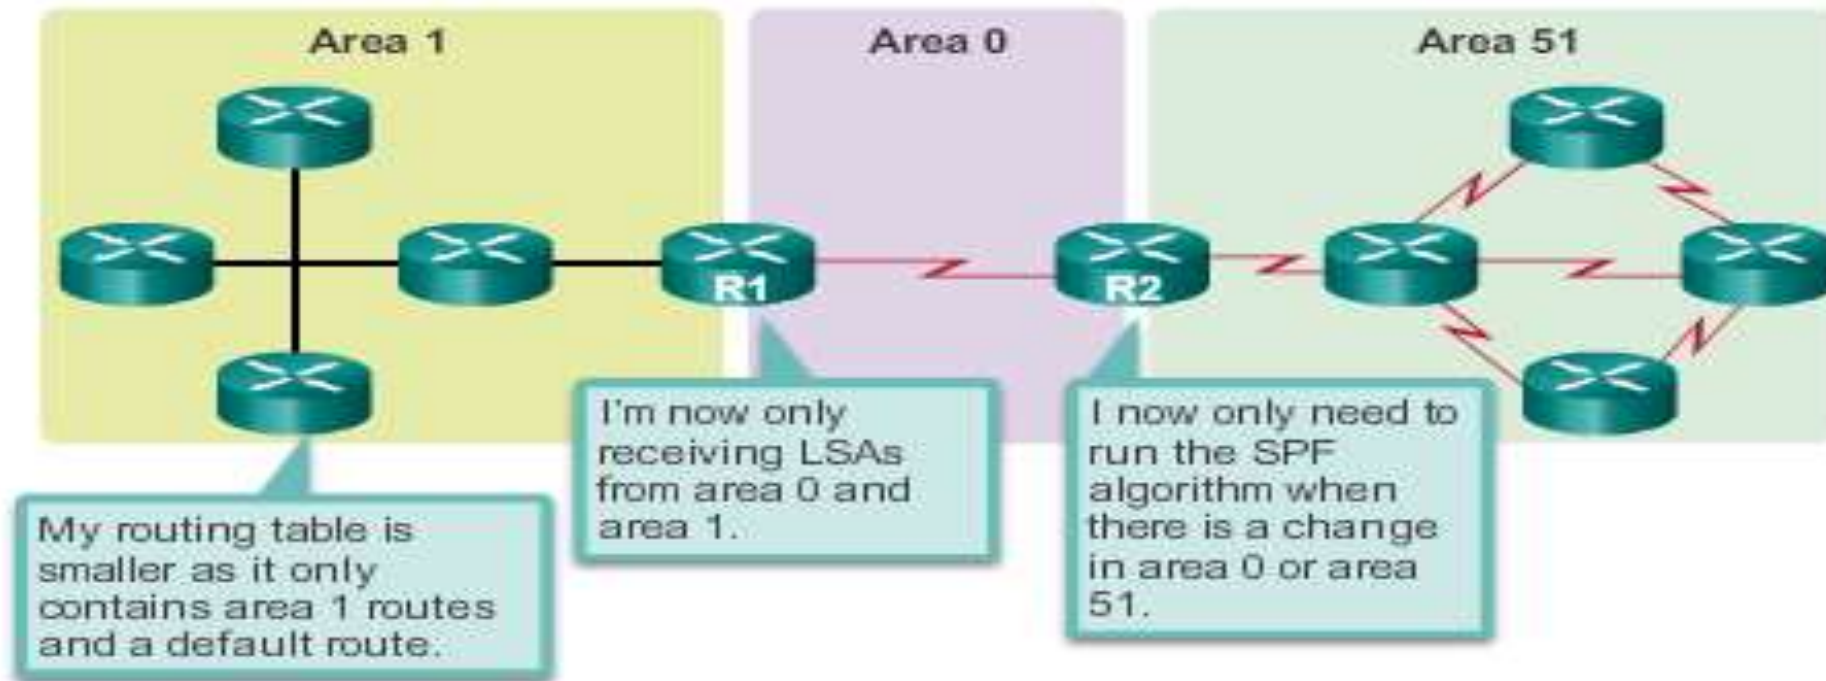 Area 1
Area 0
Area 51
R1
R2
My routing table is
smaller as it only
contains area 1 routes
and a default route.
I'm now only
receiving LSAs
from area 0 and
area 1.
I now only need to
run the SPF
algorithm when
there is a change
in area 0 or area
51.